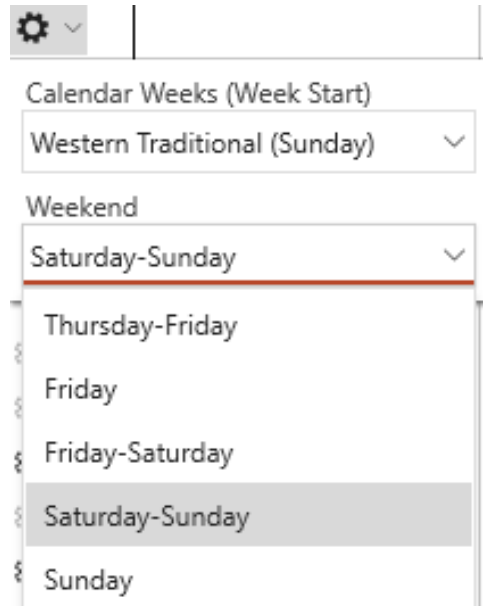 Calendar Weeks (Week Start)
Western Traditional (Sunday)
Weekend
Saturday-Sunday
Thursday-Friday
Friday
Friday-Saturday
Saturday-Sunday
Sunday